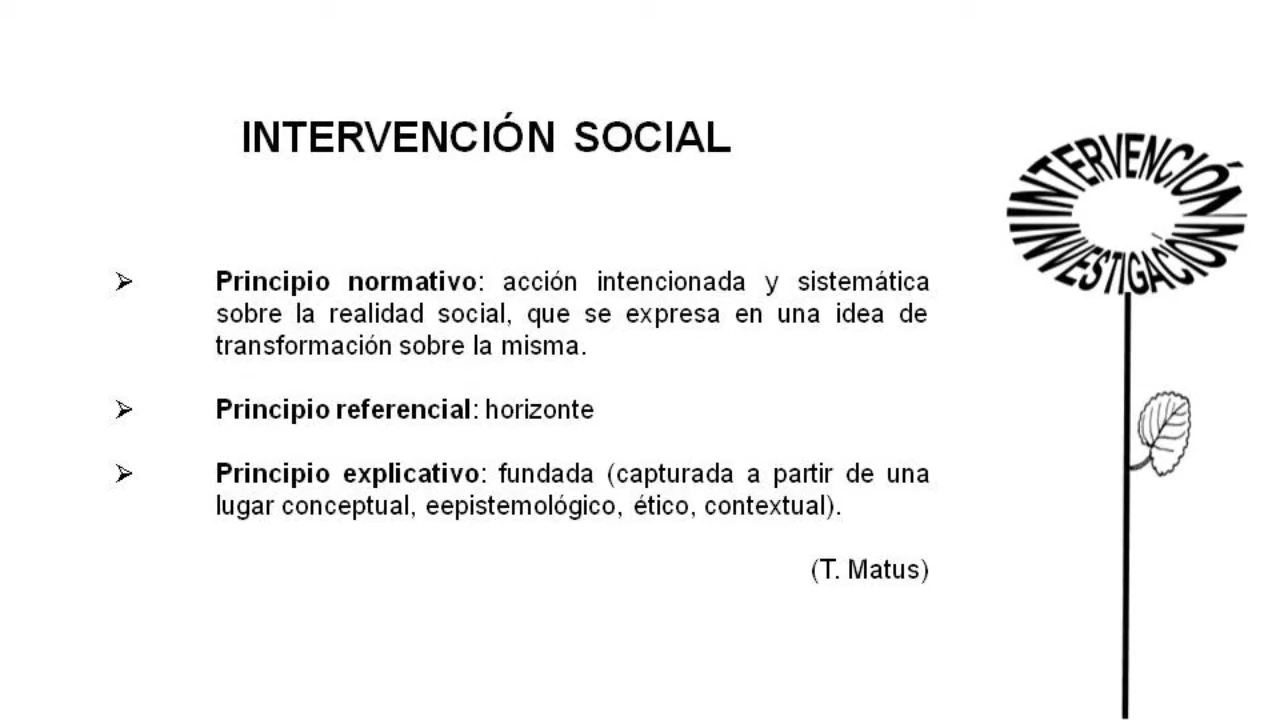 INTERVENCIÓN SOCIAL
INTERVENCIÓN
INVESTIGACIÓN
Principio normativo: acción intencionada y sistemática
sobre la realidad social, que se expresa en una idea de
transformación sobre la misma.
Principio referencial: horizonte
Principio explicativo: fundada (capturada a partir de una
lugar conceptual, eepistemológico, ético, contextual).
(T. Matus)